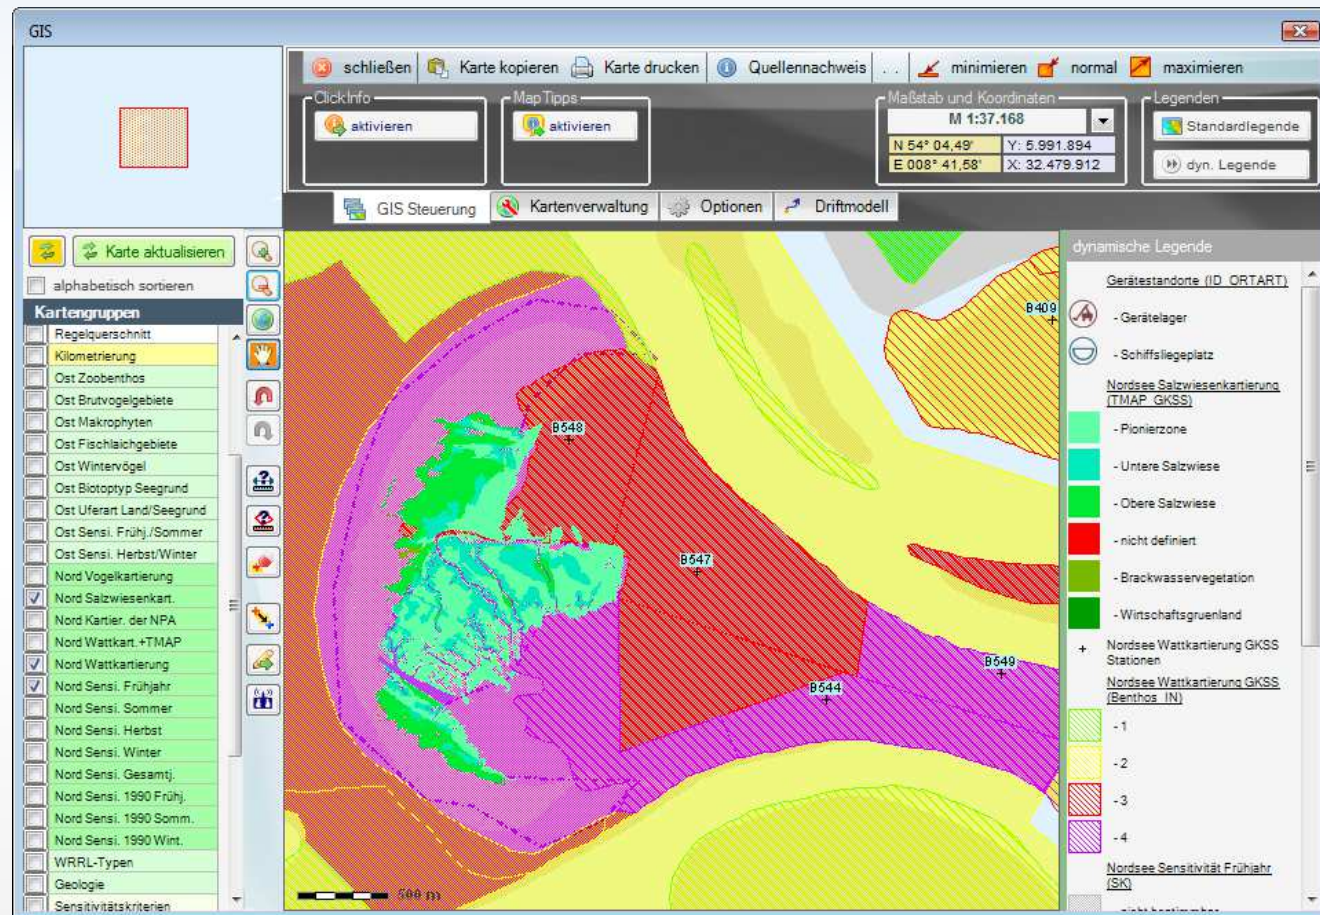 GIS
schließen Karte kopieren Karte drucken Quellennachweis . . minimieren normal maximieren
ClickInfo
aktivieren
MapTipps
aktivieren
Maßstab und Koordinaten
M 1:37.168
N 54° 04,49' Y: 5.991.894
E 008° 41,58' X: 32.479.912
Legenden
Standardlegende
dyn. Legende
GIS Steuerung Kartenverwaltung Optionen Driftmodell
Karte aktualisieren
alphabetisch sortieren
Kartengruppen
Regelquerschnitt
Kilometrierung
Ost Zoobenthos
Ost Brutvogelgebiete
Ost Makrophyten
Ost Fischlaichgebiete
Ost Wintervögel
Ost Biotoptyp Seegrund
Ost Uferart Land/Seegrund
Ost Sensi. Frühj./Sommer
Ost Sensi. Herbst/Winter
Nord Vogelkartierung
Nord Salzwiesenkart.
Nord Kartier. der NPA
Nord Wattkart.+TMAP
Nord Wattkartierung
Nord Sensi. Frühjahr
Nord Sensi. Sommer
Nord Sensi. Herbst
Nord Sensi. Winter
Nord Sensi. Gesamtj.
Nord Sensi. 1990 Frühj.
Nord Sensi. 1990 Somm.
Nord Sensi. 1990 Wint.
WRRL-Typen
Geologie
Sensitivitätskriterien
B409
B548
B547
B549
B544
500 m
dynamische Legende
Gerätestandorte (ID_ORTART)
- Gerätelager
- Schiffsliegeplatz
Nordsee Salzwiesenkartierung
(TMAP_GKSS)
- Pionierzone
- Untere Salzwiese
- Obere Salzwiese
- nicht definiert
- Brackwasservegetation
- Wirtschaftsgruenland
Nordsee Wattkartierung GKSS
Stationen
Nordsee Wattkartierung GKSS
(Benthos_IN)
- 1
- 2
- 3
- 4
Nordsee Sensitivität Frühjahr
(SK)